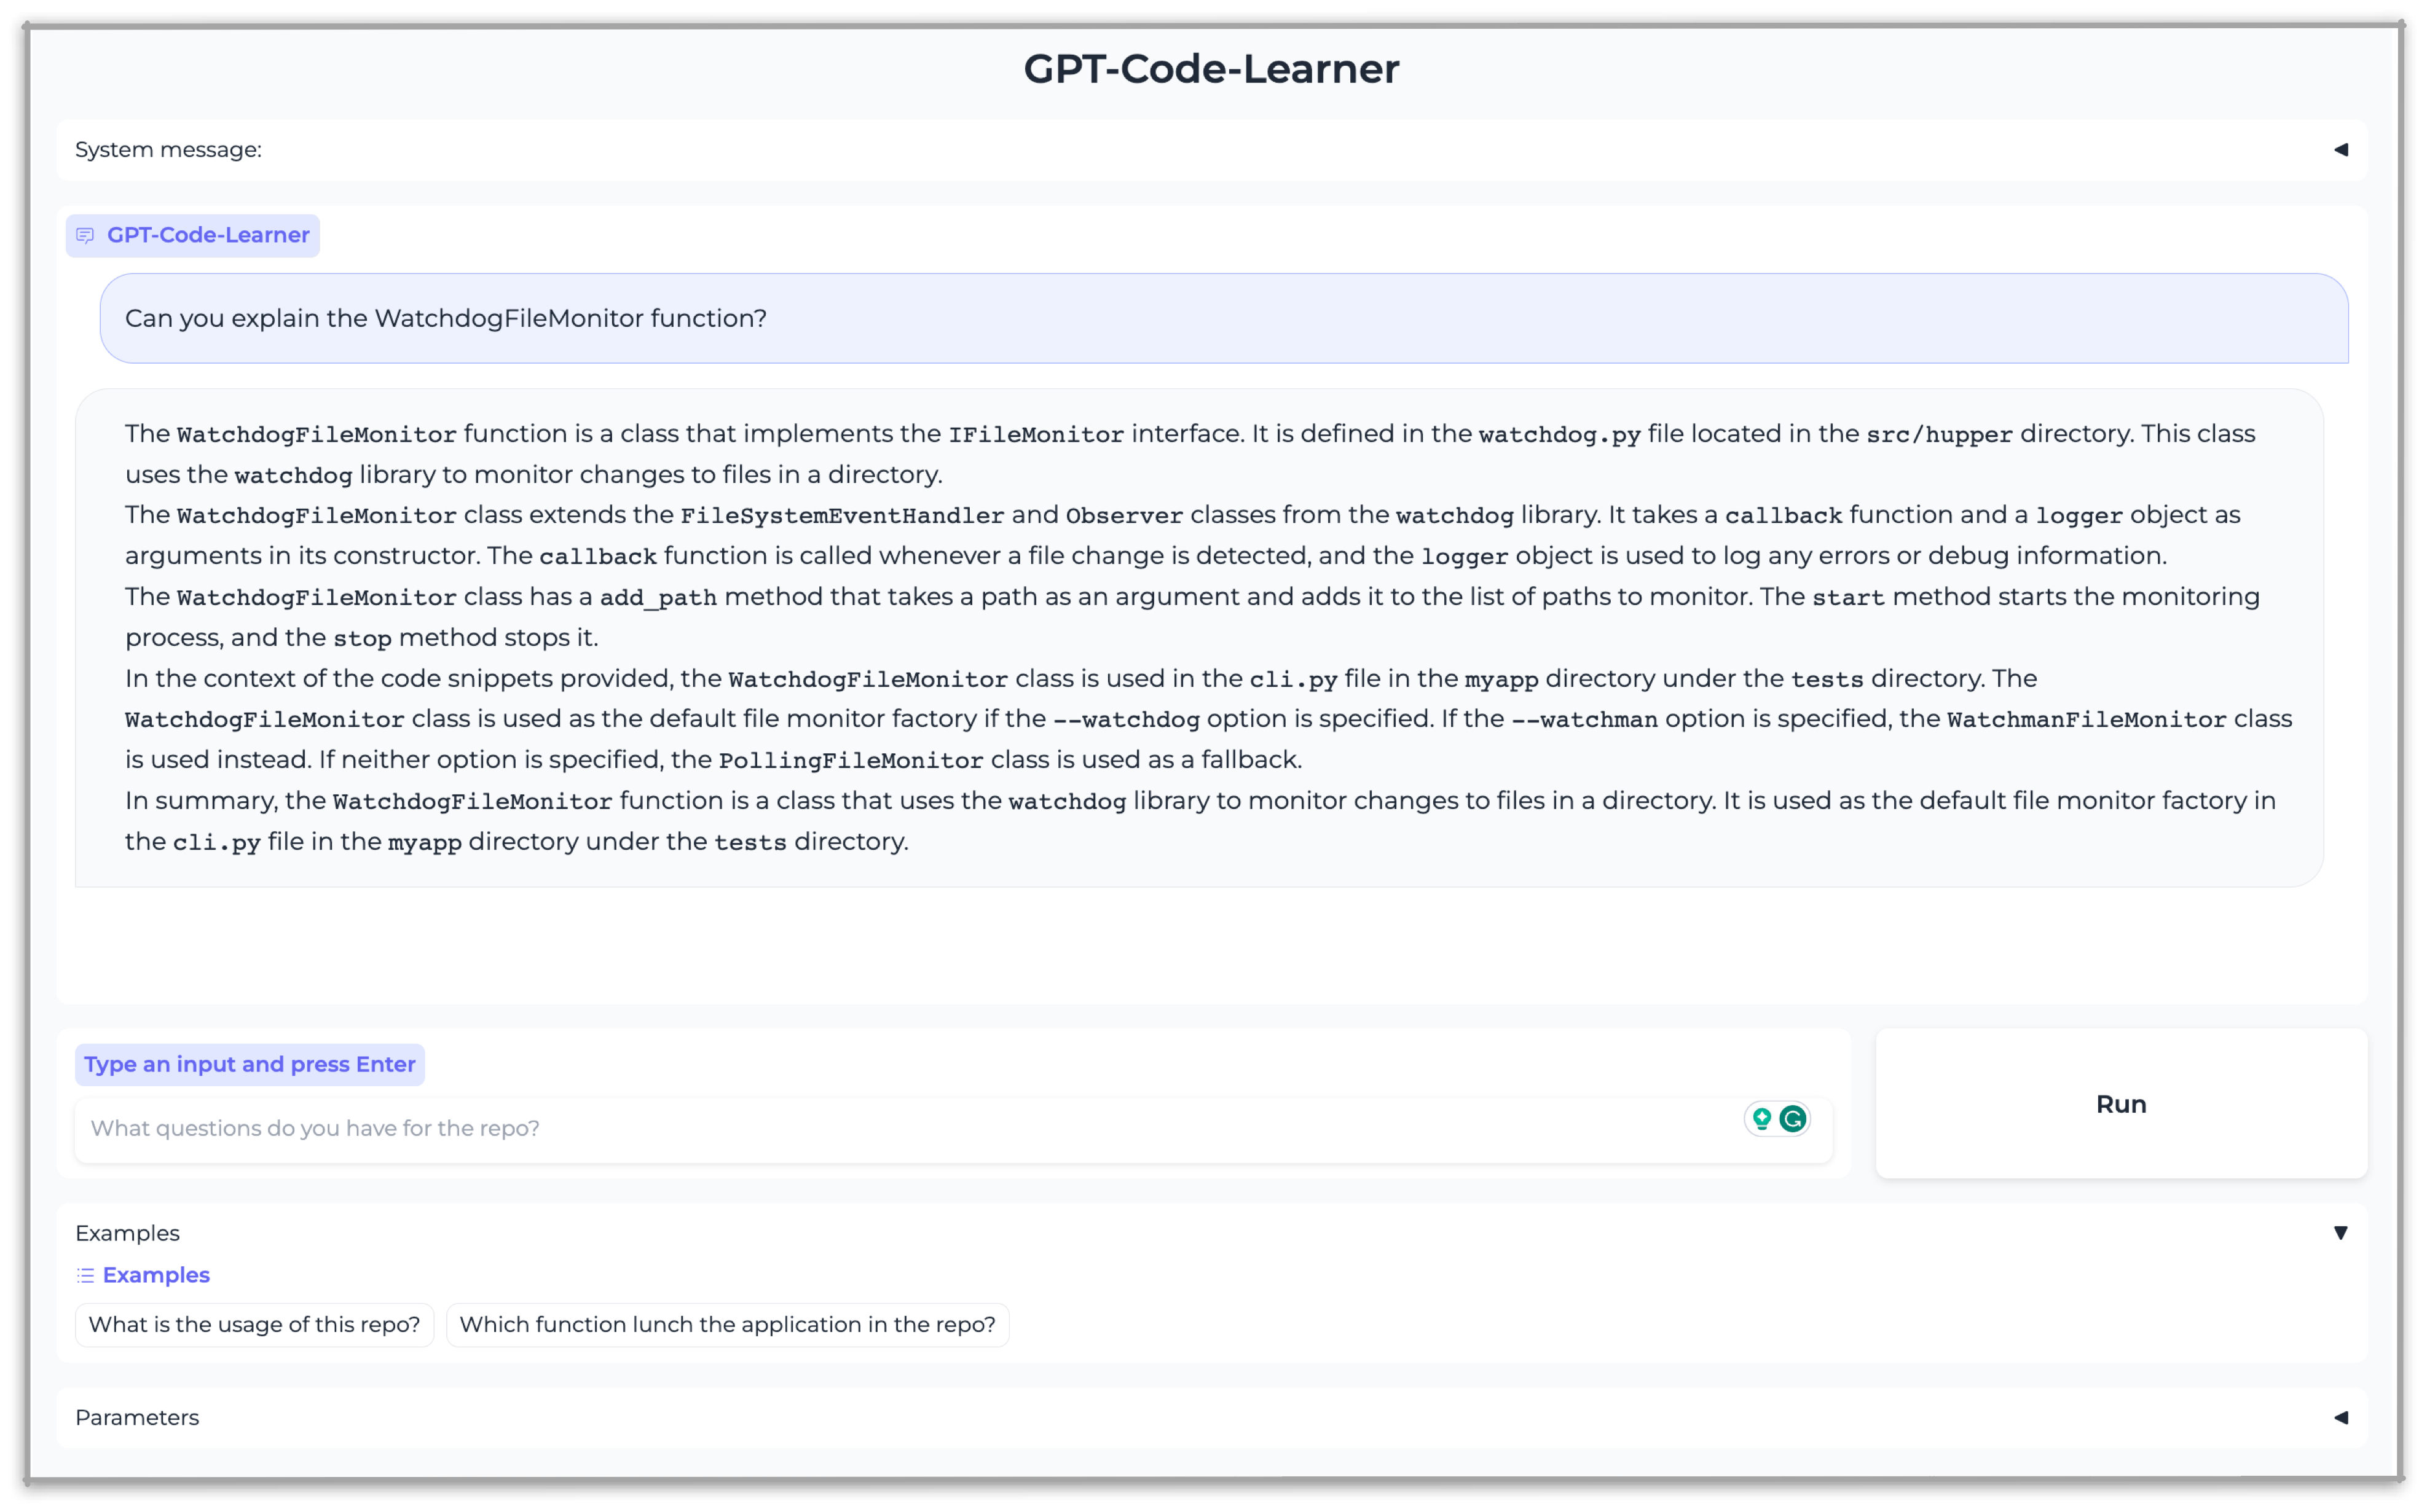 GPT-Code-Learner
System message:
GPT-Code-Learner
Can you explain the WatchdogFileMonitor function?
The WatchdogFileMonitor function is a class that implements the IFileMonitor interface. It is defined in the watchdog.py file located in the src/hupper directory. This class
uses the watchdog library to monitor changes to files in a directory.
The WatchdogFileMonitor class extends the FileSystemEventHandler and Observer classes from the watchdog library. It takes a callback function and a logger object as
arguments in its constructor. The callback function is called whenever a file change is detected, and the logger object is used to log any errors or debug information.
The WatchdogFileMonitor class has a add_path method that takes a path as an argument and adds it to the list of paths to monitor. The start method starts the monitoring
process, and the stop method stops it.
In the context of the code snippets provided, the WatchdogFileMonitor class is used in the cli.py file in the myapp directory under the tests directory. The
WatchdogFileMonitor class is used as the default file monitor factory if the --watchdog option is specified. If the --watchman option is specified, the WatchmanFileMonitor class
is used instead. If neither option is specified, the PollingFileMonitor class is used as a fallback.
In summary, the WatchdogFileMonitor function is a class that uses the watchdog library to monitor changes to files in a directory. It is used as the default file monitor factory in
the cli.py file in the myapp directory under the tests directory.
Type an input and press Enter
What questions do you have for the repo?
Run
Examples
Examples
What is the usage of this repo?
Which function lunch the application in the repo?
Parameters